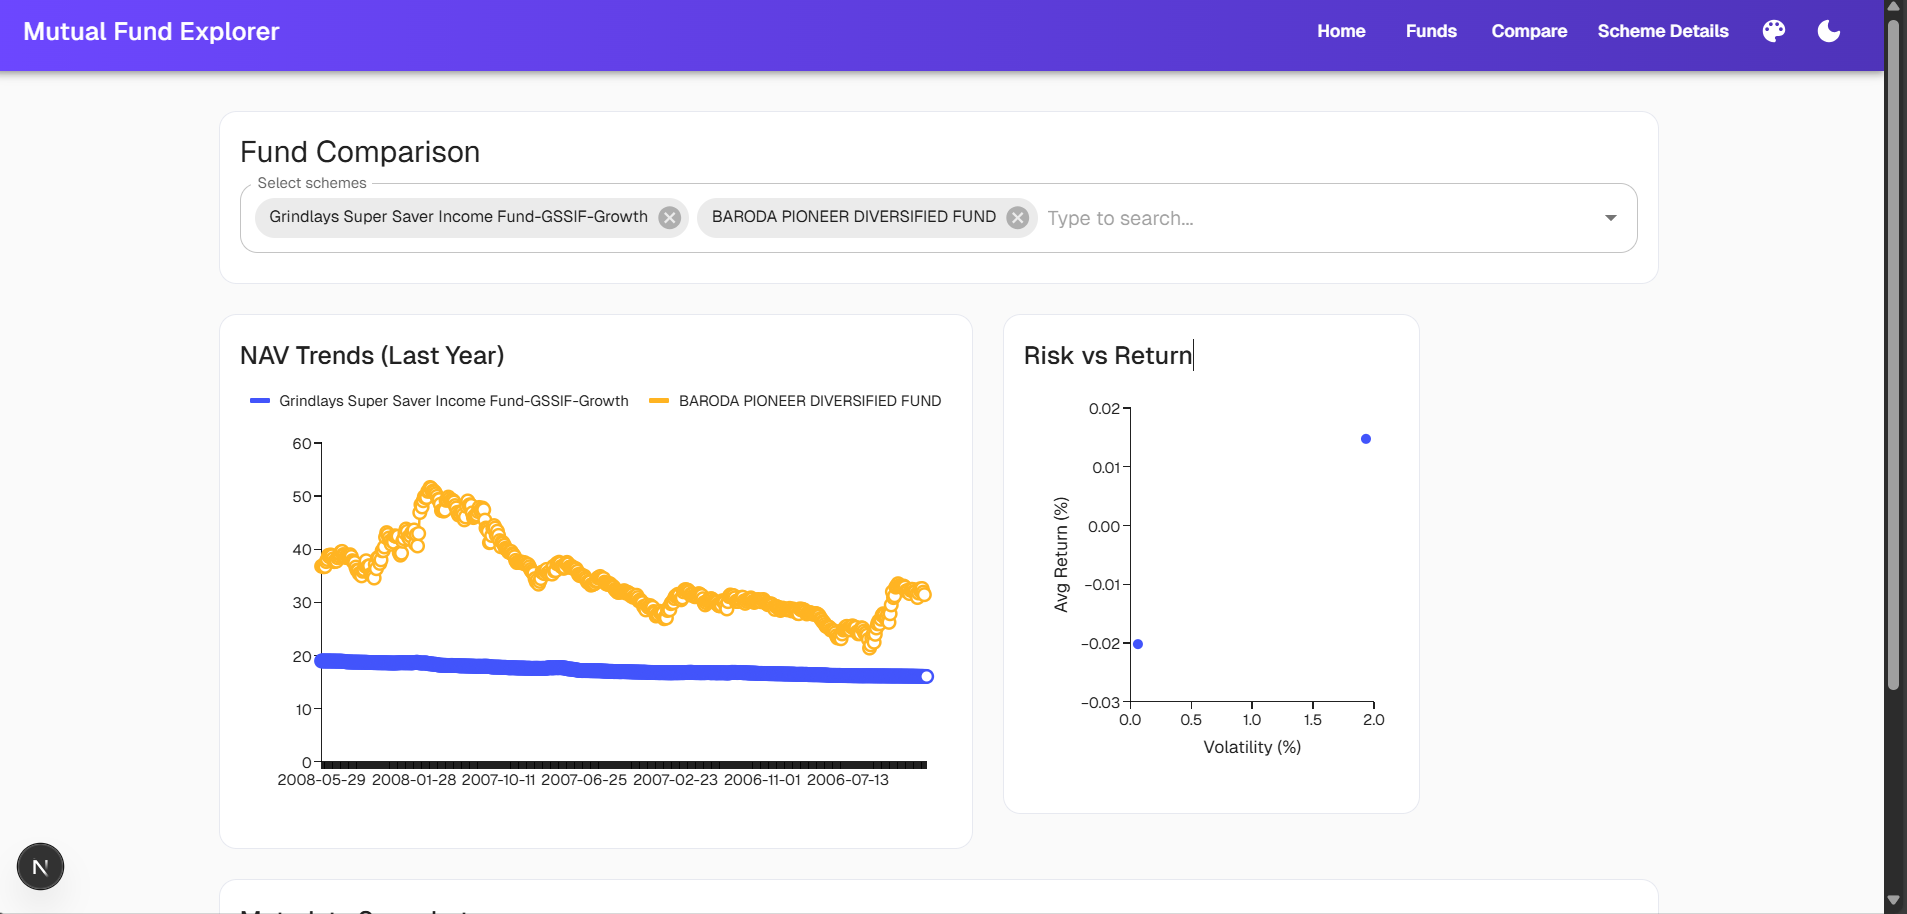 Mutual Fund Explorer
Home Funds Compare Scheme Details
Fund Comparison
Select schemes
Grindlays Super Saver Income Fund-GSSIF-Growth BARODA PIONEER DIVERSIFIED FUND Type to search...
NAV Trends (Last Year)
Grindlays Super Saver Income Fund-GSSIF-Growth BARODA PIONEER DIVERSIFIED FUND
60
50
40
30
20
10
0
2008-05-29 2008-01-28 2007-10-11 2007-06-25 2007-02-23 2006-11-01 2006-07-13
Risk vs Return
0.02
0.01
0.00
−0.01
−0.02
−0.03
Avg Return (%)
0.0 0.5 1.0 1.5 2.0
Volatility (%)
N